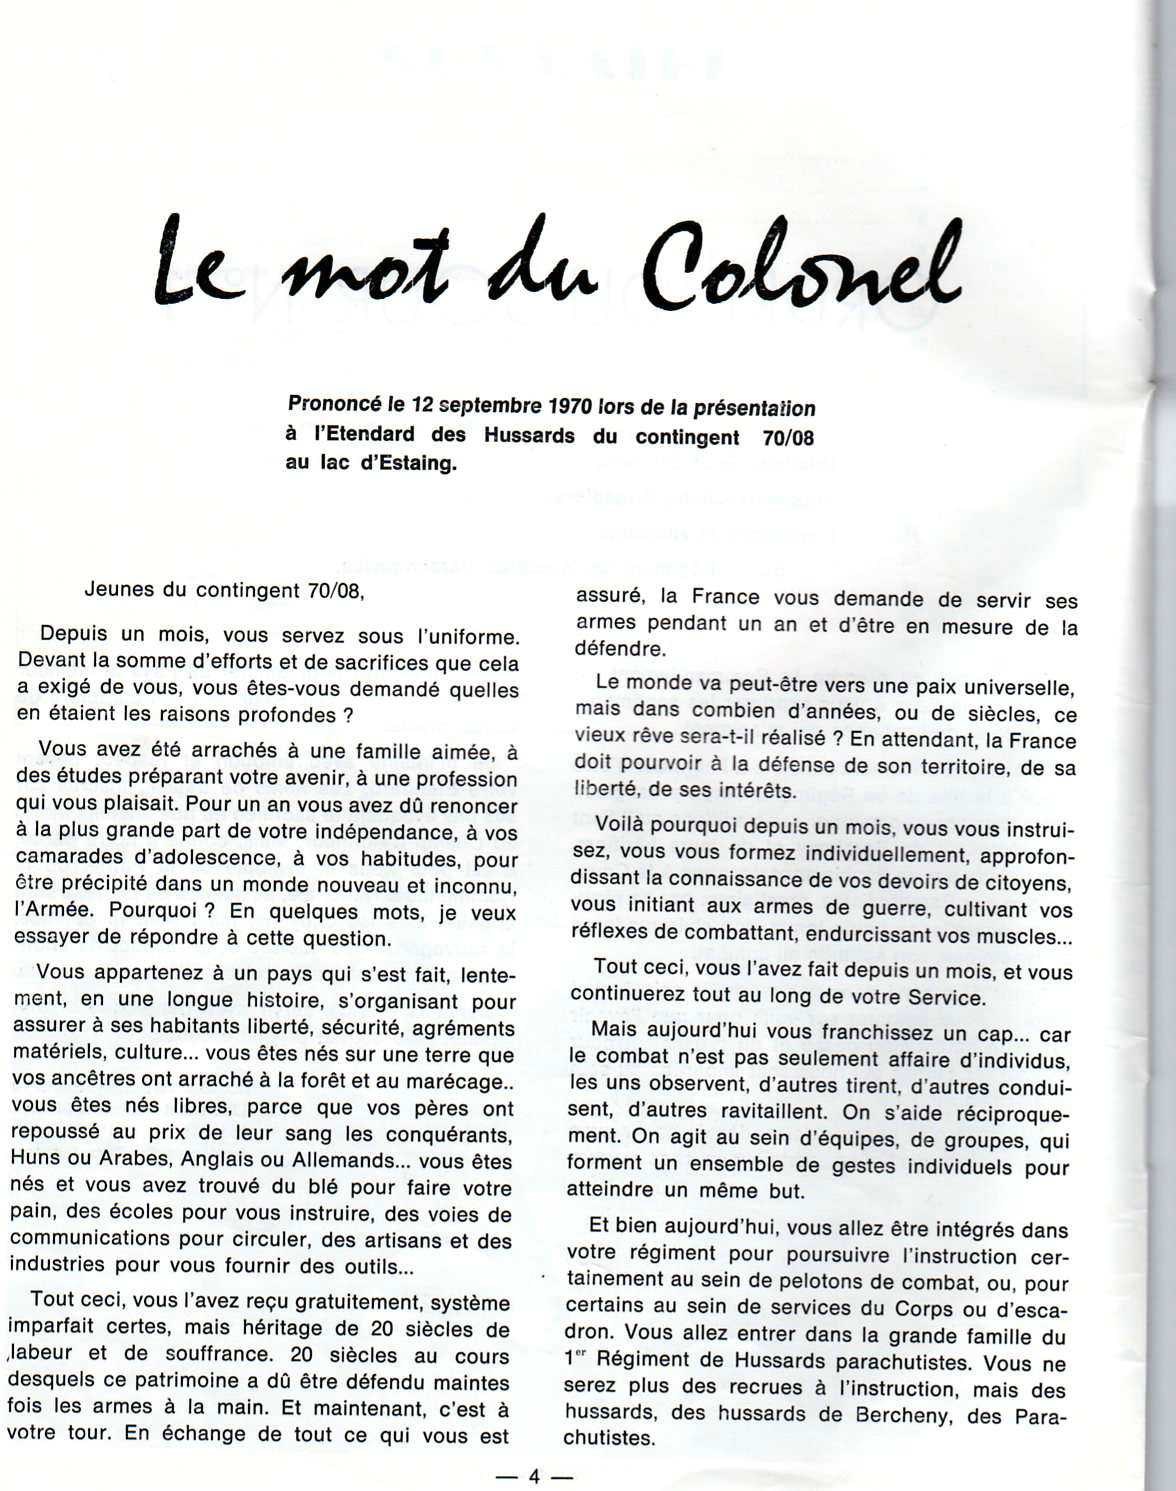 Le mot du Colonel
Prononcé le 12 septembre 1970 lors de la présentation
à l'Etendard des Hussards du contingent 70/08
au lac d'Estaing.
Jeunes du contingent 70/08,
Depuis un mois, vous servez sous l'uniforme.
Devant la somme d'efforts et de sacrifices que cela
a exigé de vous, vous êtes-vous demandé quelles
en étaient les raisons profondes ?
Vous avez été arrachés à une famille aimée, à
des études préparant votre avenir, à une profession
qui vous plaisait. Pour un an vous avez dû renoncer
à la plus grande part de votre indépendance, à vos
camarades d'adolescence, à vos habitudes, pour
être précipité dans un monde nouveau et inconnu,
l'Armée. Pourquoi ? En quelques mots, je veux
essayer de répondre à cette question.
Vous appartenez à un pays qui s'est fait, lente-
ment, en une longue histoire, s'organisant pour
assurer à ses habitants liberté, sécurité, agréments
matériels, culture... vous êtes nés sur une terre que
vos ancêtres ont arraché à la forêt et au marécage..
vous êtes nés libres, parce que vos pères ont
repoussé au prix de leur sang les conquérants,
Huns ou Arabes, Anglais ou Allemands... vous êtes
nés et vous avez trouvé du blé pour faire votre
pain, des écoles pour vous instruire, des voies de
communications pour circuler, des artisans et des
industries pour vous fournir des outils...
Tout ceci, vous l'avez reçu gratuitement, système
imparfait certes, mais héritage de 20 siècles de
labeur et de souffrance. 20 siècles au cours
desquels ce patrimoine a dû être défendu maintes
fois les armes à la main. Et maintenant, c'est à
votre tour. En échange de tout ce qui vous est
assuré, la France vous demande de servir ses
armes pendant un an et d'être en mesure de la
défendre.
Le monde va peut-être vers une paix universelle,
mais dans combien d'années, ou de siècles, ce
vieux rêve sera-t-il réalisé ? En attendant, la France
doit pourvoir à la défense de son territoire, de sa
liberté, de ses intérêts.
Voilà pourquoi depuis un mois, vous vous instrui-
sez, vous vous formez individuellement, approfon-
dissant la connaissance de vos devoirs de citoyens,
vous initiant aux armes de guerre, cultivant vos
réflexes de combattant, endurcissant vos muscles...
Tout ceci, vous l'avez fait depuis un mois, et vous
continuerez tout au long de votre Service.
Mais aujourd'hui vous franchissez un cap... car
le combat n'est pas seulement affaire d'individus,
les uns observent, d'autres tirent, d'autres condui-
sent, d'autres ravitaillent. On s'aide réciproque-
ment. On agit au sein d'équipes, de groupes, qui
forment un ensemble de gestes individuels pour
atteindre un même but.
Et bien aujourd'hui, vous allez être intégrés dans
votre régiment pour poursuivre l'instruction cer-
tainement au sein de pelotons de combat, ou, pour
certains au sein de services du Corps ou d'esca-
dron. Vous allez entrer dans la grande famille du
1er Régiment de Hussards parachutistes. Vous ne
serez plus des recrues à l'instruction, mais des
hussards, des hussards de Bercheny, des Para-
chutistes.
— 4 —